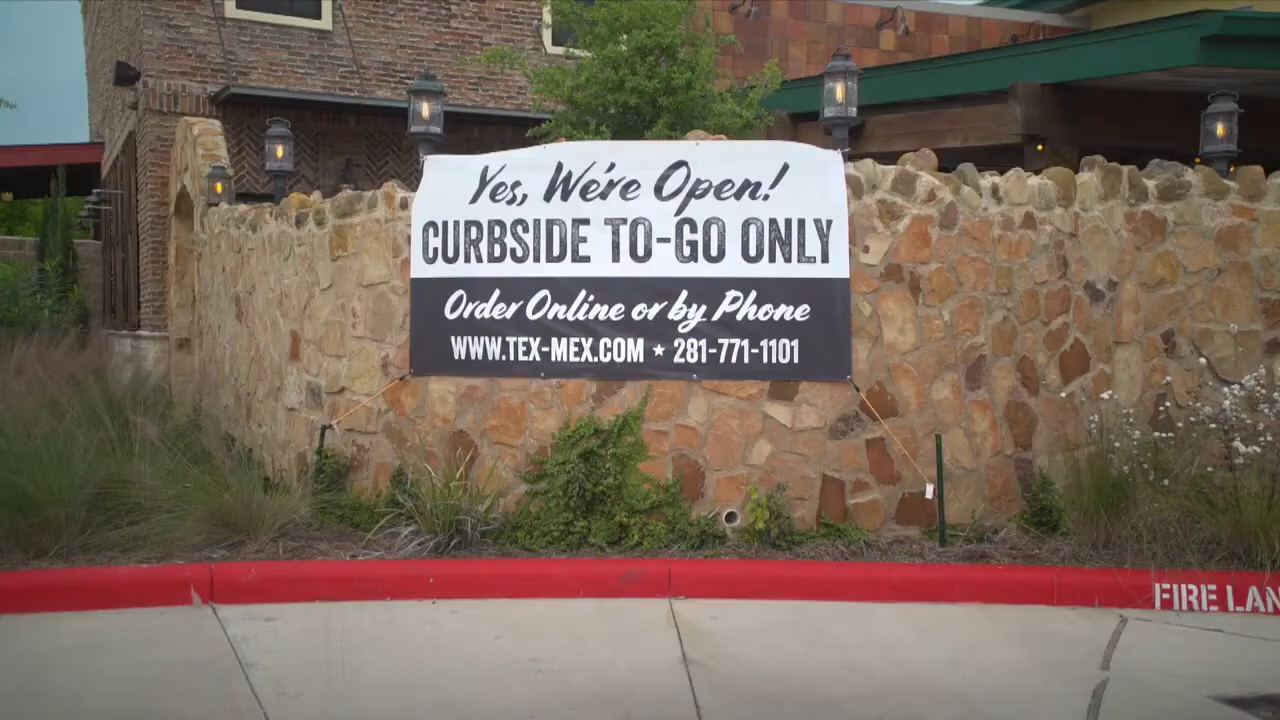 Yes, We're Open!
CURBSIDE TO-GO ONLY
Order Online or by Phone
WWW.TEX-MEX.COM ★ 281-771-1101
FIRE LAN